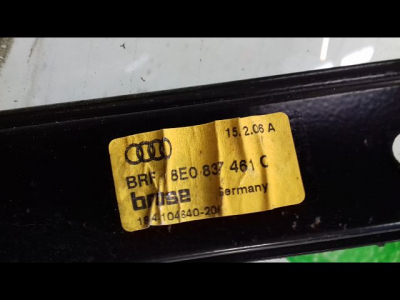 15.2.06 A
BRF 8E0 837 461 C
brose Germany